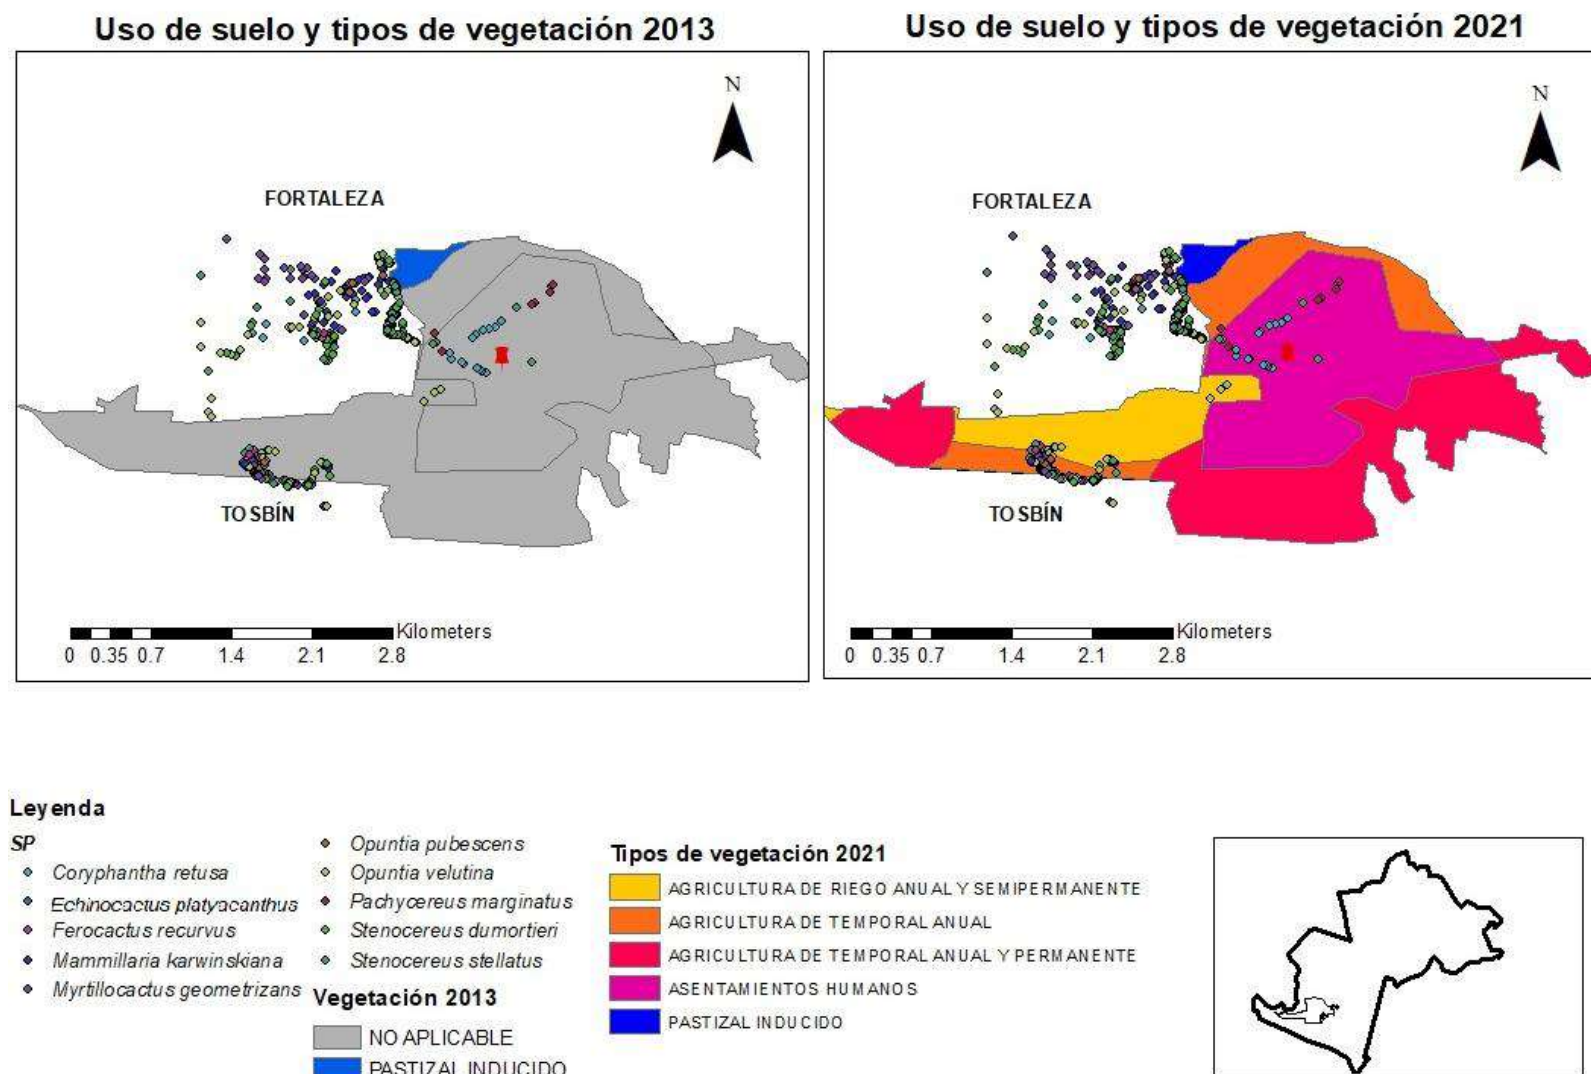 Uso de suelo y tipos de vegetación 2013
N
FORTALEZA
TOSBÍN
Kilometers
0 0.35 0.7 1.4 2.1 2.8
Uso de suelo y tipos de vegetación 2021
N
FORTALEZA
TOSBÍN
Kilometers
0 0.35 0.7 1.4 2.1 2.8
Leyenda
SP
Coryphantha retusa
Echinocactus platyacanthus
Ferocactus recurvus
Mammillaria karwinskiana
Myrtillocactus geometrizans
Opuntia pubescens
Opuntia velutina
Pachycereus marginatus
Stenocereus dumortieri
Stenocereus stellatus
Vegetación 2013
NO APLICABLE
PASTIZAL INDUCIDO
Tipos de vegetación 2021
AGRICULTURA DE RIEGO ANUAL Y SEMIPERMANENTE
AGRICULTURA DE TEMPORAL ANUAL
AGRICULTURA DE TEMPORAL ANUAL Y PERMANENTE
ASENTAMIENTOS HUMANOS
PASTIZAL INDUCIDO